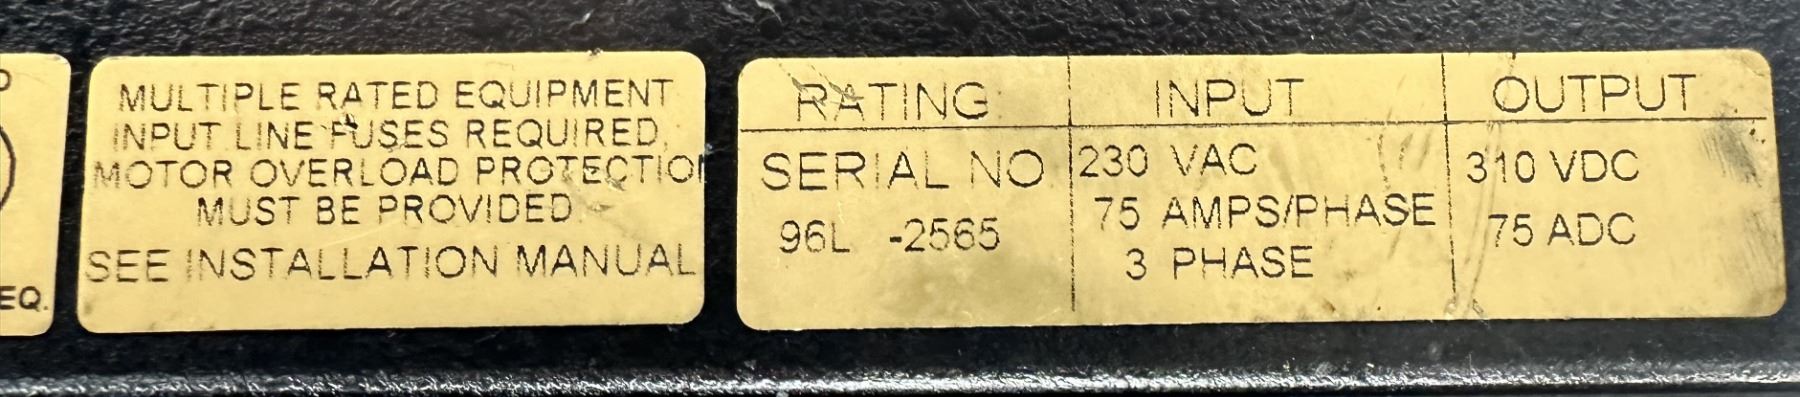 MULTIPLE RATED EQUIPMENT
INPUT LINE FUSES REQUIRED,
MOTOR OVERLOAD PROTECTION
MUST BE PROVIDED.
SEE INSTALLATION MANUAL
EQ.
RATING INPUT OUTPUT
SERIAL NO. 230 VAC 310 VDC
96L -2565 75 AMPS/PHASE 75 ADC
3 PHASE